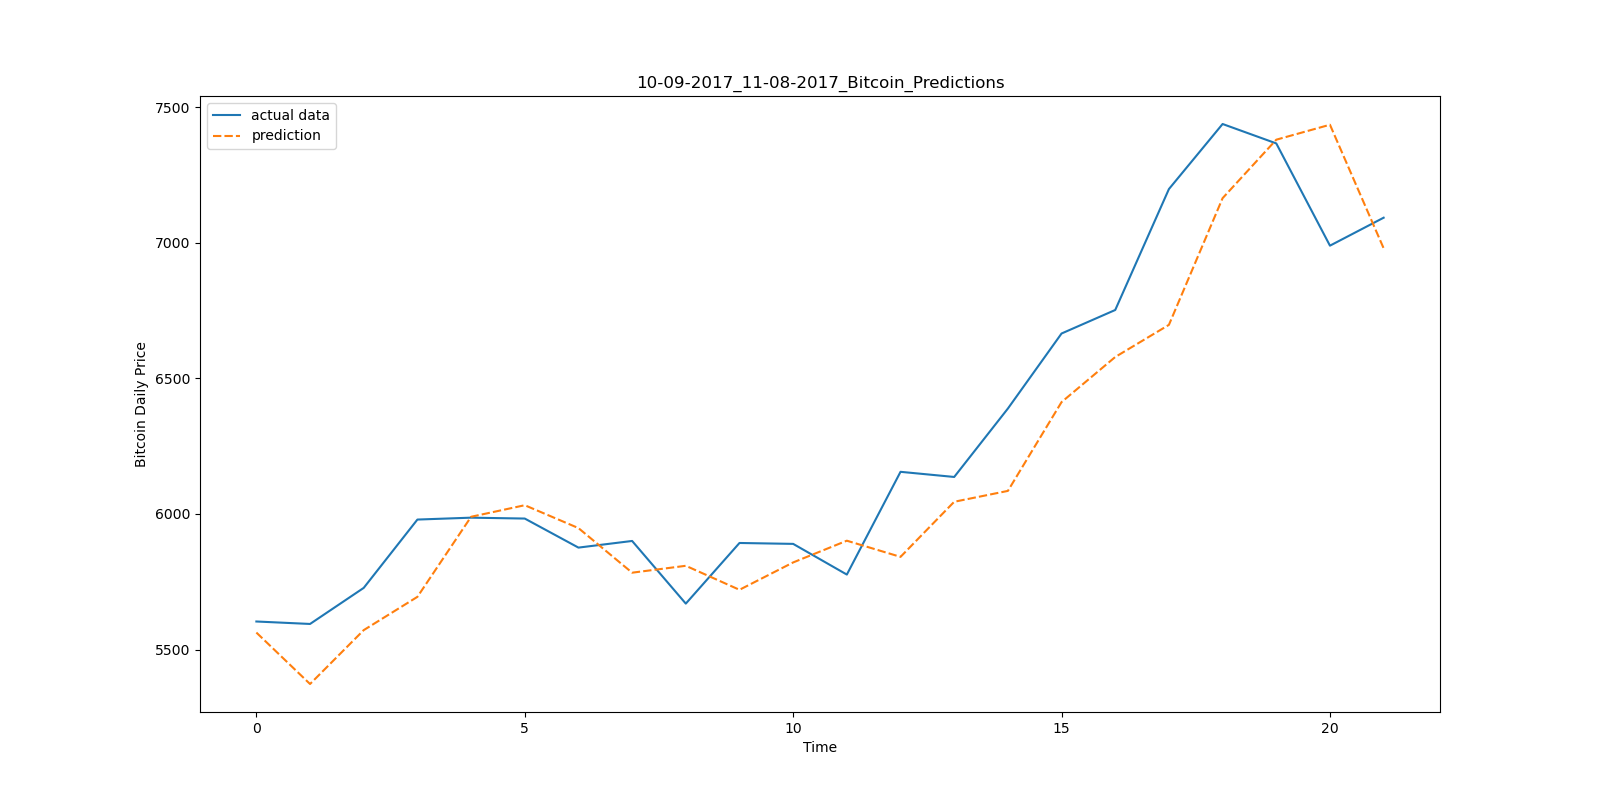 10-09-2017_11-08-2017_Bitcoin_Predictions
actual data
prediction
7500
7000
6500
6000
5500
Bitcoin Daily Price
0 5 10 15 20
Time